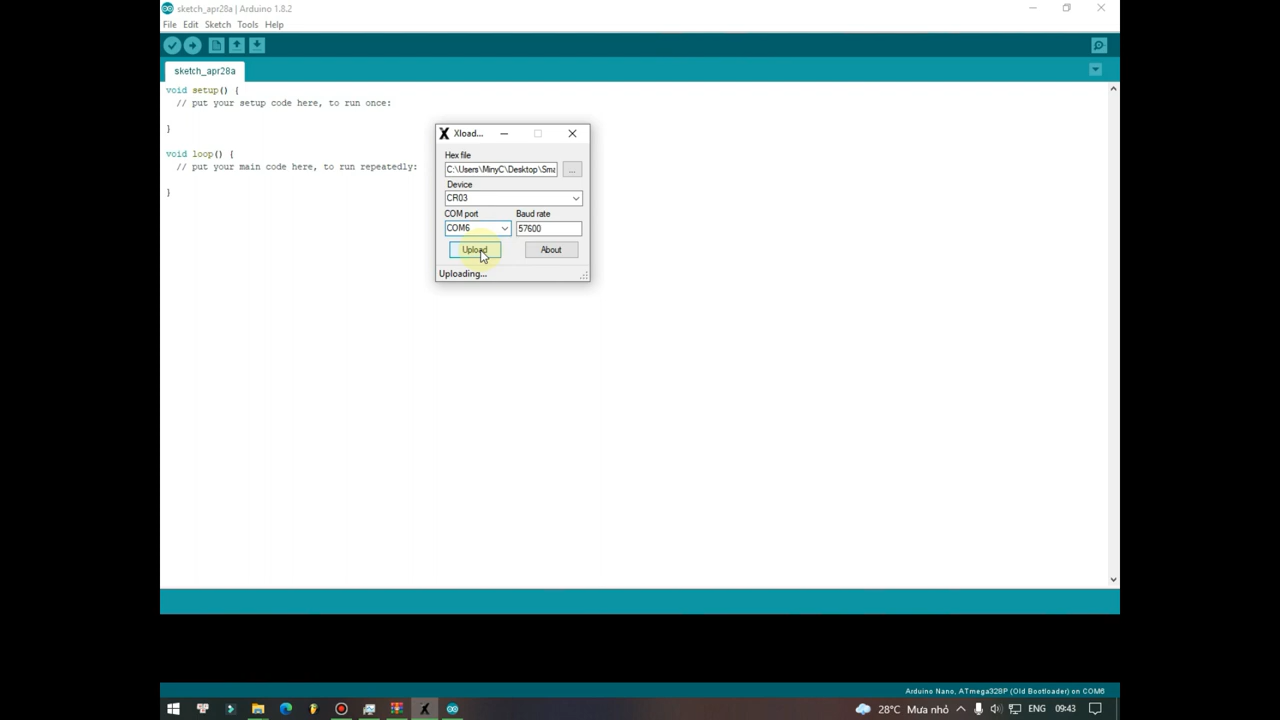 sketch_apr28a | Arduino 1.8.2
File Edit Sketch Tools Help
sketch_apr28a
void setup() {
// put your setup code here, to run once:
}
void loop() {
// put your main code here, to run repeatedly:
}
X Xload...
Hex file
C:\Users\MinyC\Desktop\Sma
...
Device
CR03
COM port Baud rate
COM6 57600
Upload About
Uploading...
Arduino Nano, ATmega328P (Old Bootloader) on COM6
28°C Mưa nhỏ ENG 09:43